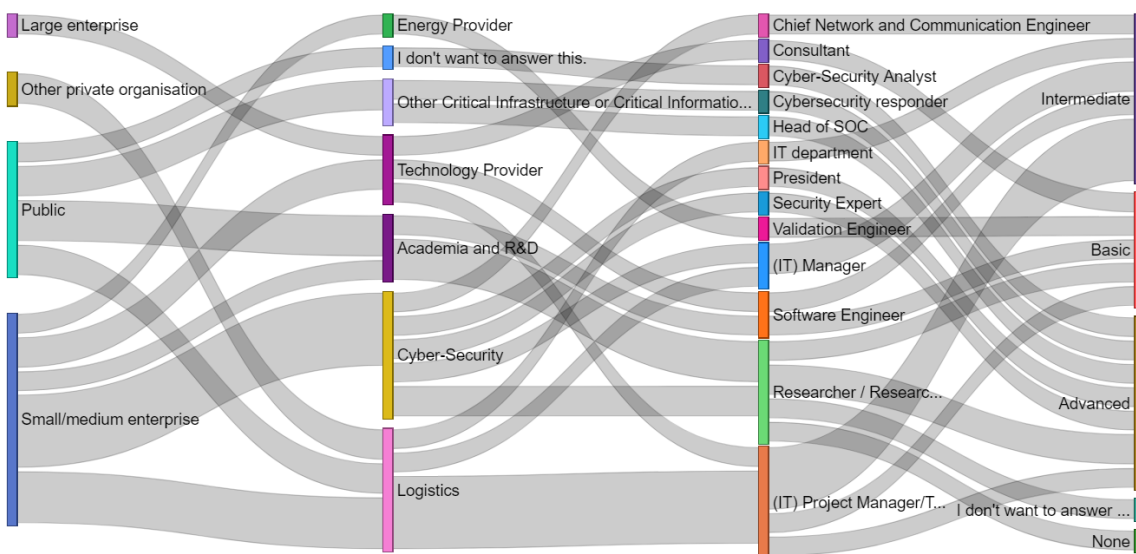 Large enterprise
Other private organisation
Public
Small/medium enterprise
Energy Provider
I don't want to answer this.
Other Critical Infrastructure or Critical Informatio...
Technology Provider
Academia and R&D
Cyber-Security
Logistics
Chief Network and Communication Engineer
Consultant
Cyber-Security Analyst
Cybersecurity responder
Head of SOC
IT department
President
Security Expert
Validation Engineer
(IT) Manager
Software Engineer
Researcher / Researc...
(IT) Project Manager/T...
Intermediate
Basic
Advanced
I don't want to answer ...
None